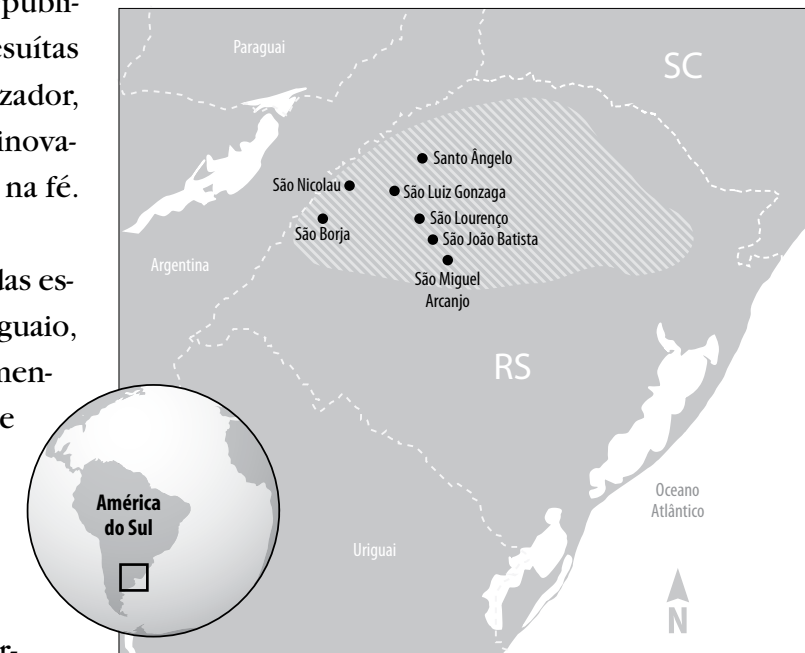 publi-
esuítas
zador,
inova-
na fé.
das es-
guaio,
men-
e
r-
Paraguai
SC
Santo Ângelo
São Nicolau
São Luiz Gonzaga
São Lourenço
São Borja
São João Batista
Argentina
São Miguel
Arcanjo
RS
América
do Sul
Oceano
Atlântico
Uriguai
N